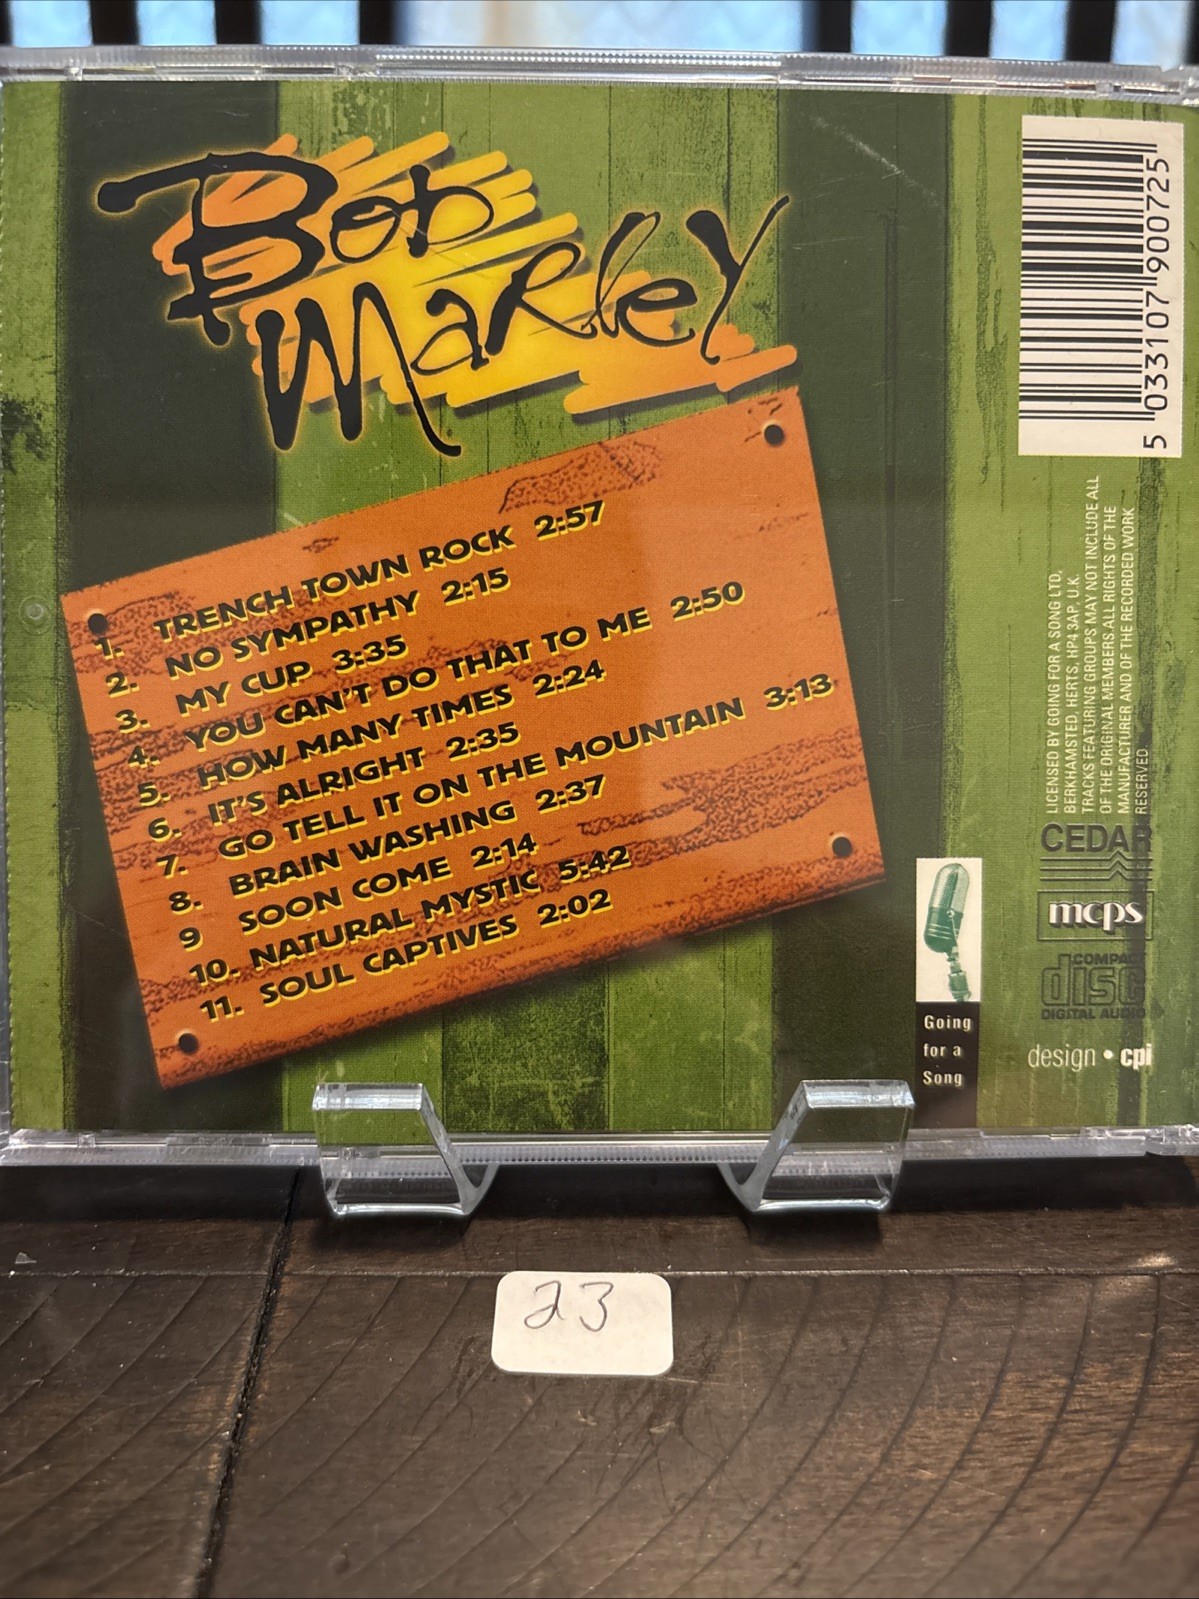 Bob
Marley
1. TRENCH TOWN ROCK 2:57
2. NO SYMPATHY 2:15
3. MY CUP 3:35
4. YOU CAN'T DO THAT TO ME 2:50
5. HOW MANY TIMES 2:24
6. IT'S ALRIGHT 2:35
7. GO TELL IT ON THE MOUNTAIN 3:13
8. BRAIN WASHING 2:37
9 SOON COME 2:14
10. NATURAL MYSTIC 5:42
11. SOUL CAPTIVES 2:02
5 033107 900725
LICENSED BY GOING FOR A SONG LTD,
BERKHAMSTED, HERTS, HP4 3AP, U.K.
TRACKS FEATURING GROUPS MAY NOT INCLUDE ALL
OF THE ORIGINAL MEMBERS.ALL RIGHTS OF THE
MANUFACTURER AND OF THE RECORDED WORK
RESERVED.
CEDAR
mcps
COMPACT
disc
DIGITAL AUDIO
design • cpi
Going
for a
Song
23